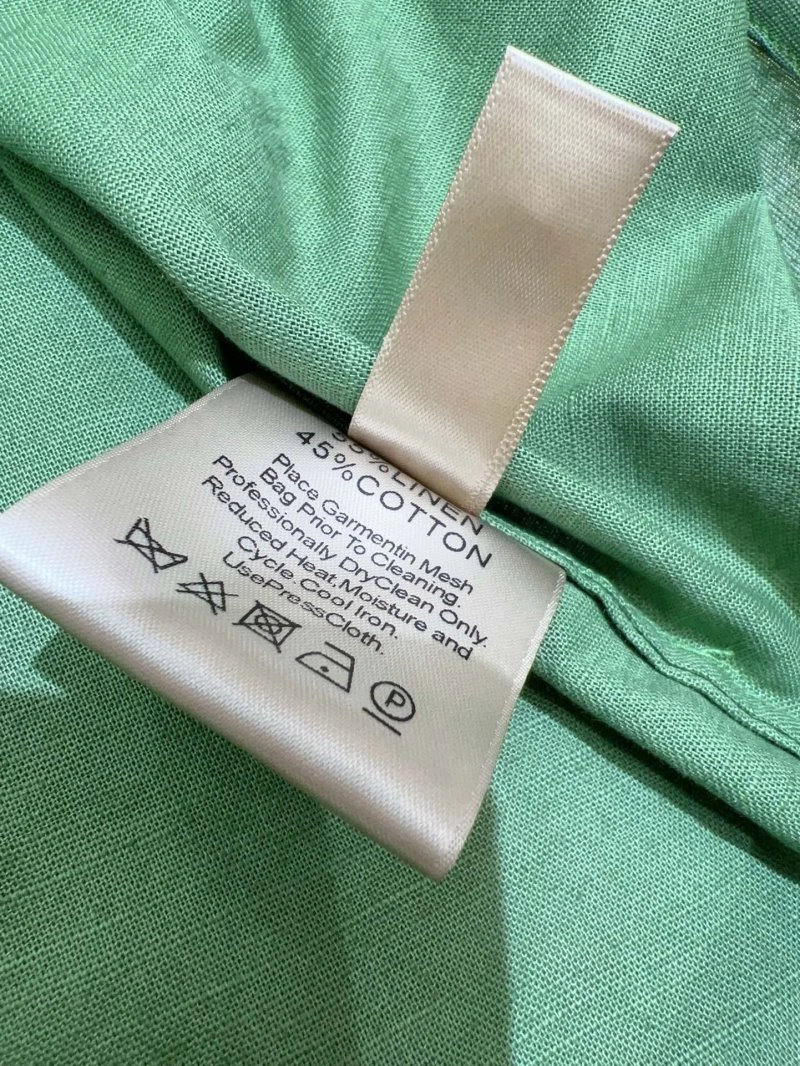 55%LINEN
45%COTTON
Place Garmentin Mesh
Bag Prior To Cleaning.
Professionally DryClean Only.
Reduced Heat.Moisture and
Cycle.Cool Iron.
UsePressCloth.
P